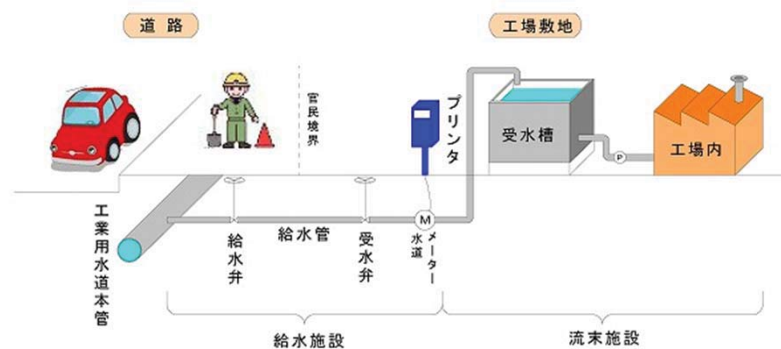 道路
工場敷地
官民境界
プリンタ
受水槽
P
工場内
工業用水道本管
給水弁
給水管
受水弁
M
水道
メーター
給水施設
流末施設